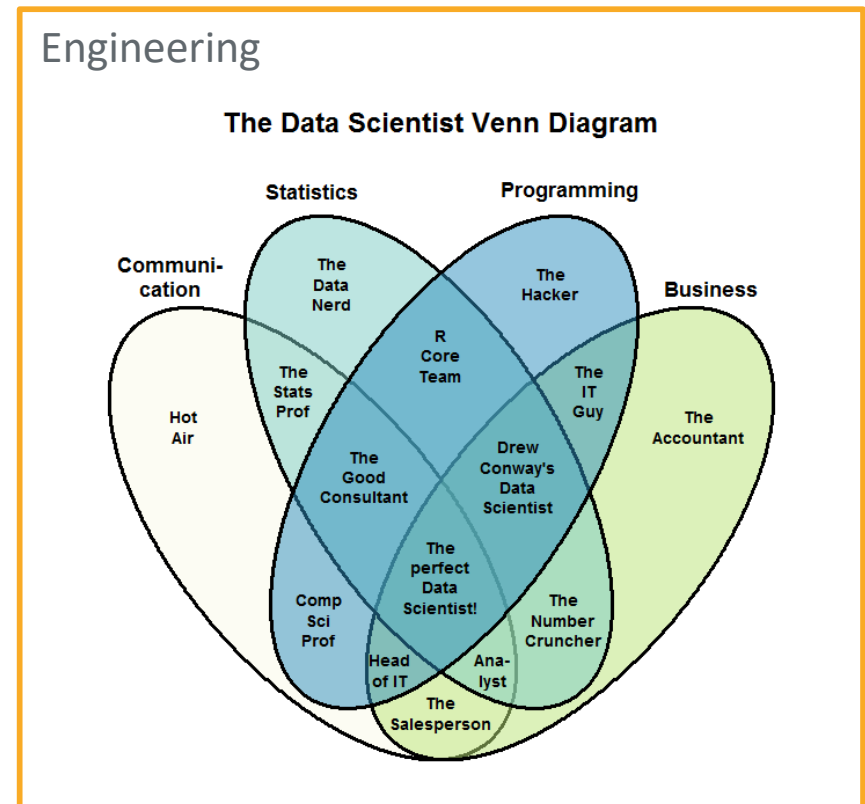 Engineering
The Data Scientist Venn Diagram
Statistics
Programming
Communi-
cation
Business
The
Data
Nerd
The
Hacker
R
Core
Team
The
Stats
Prof
The
IT
Guy
Hot
Air
The
Accountant
The
Good
Consultant
Drew
Conway's
Data
Scientist
The
perfect
Data
Scientist!
Comp
Sci
Prof
The
Number
Cruncher
Head
of IT
Ana-
lyst
The
Salesperson